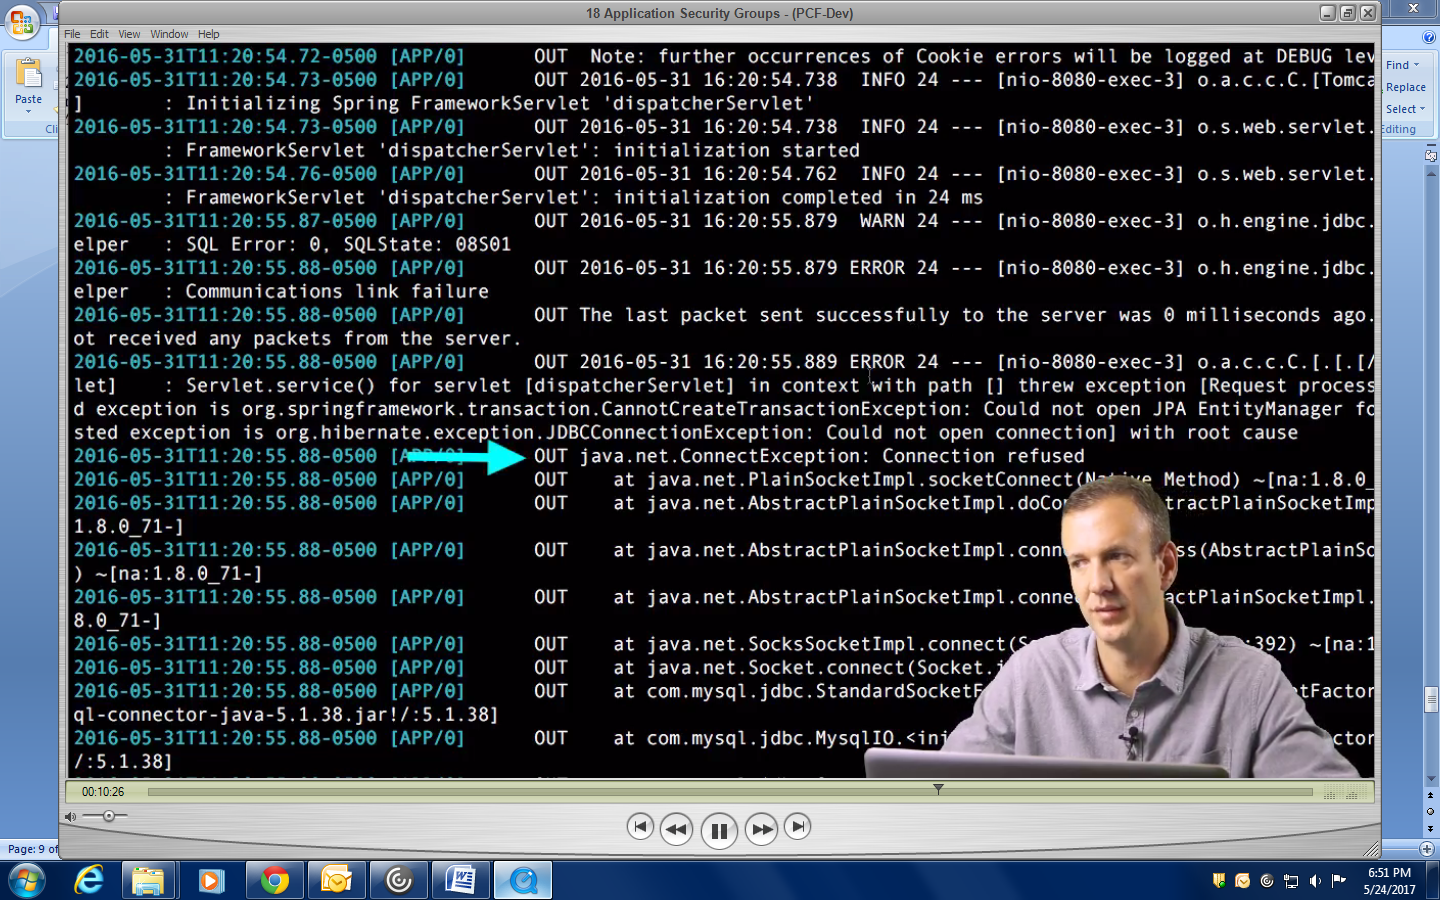 18 Application Security Groups - (PCF-Dev)
File Edit View Window Help
2016-05-31T11:20:54.72-0500 [APP/0] OUT Note: further occurrences of Cookie errors will be logged at DEBUG lev
2016-05-31T11:20:54.73-0500 [APP/0] OUT 2016-05-31 16:20:54.738 INFO 24 --- [nio-8080-exec-3] o.a.c.c.C.[Tomca
] : Initializing Spring FrameworkServlet 'dispatcherServlet'
2016-05-31T11:20:54.73-0500 [APP/0] OUT 2016-05-31 16:20:54.738 INFO 24 --- [nio-8080-exec-3] o.s.web.servlet.
: FrameworkServlet 'dispatcherServlet': initialization started
2016-05-31T11:20:54.76-0500 [APP/0] OUT 2016-05-31 16:20:54.762 INFO 24 --- [nio-8080-exec-3] o.s.web.servlet.
: FrameworkServlet 'dispatcherServlet': initialization completed in 24 ms
2016-05-31T11:20:55.87-0500 [APP/0] OUT 2016-05-31 16:20:55.879 WARN 24 --- [nio-8080-exec-3] o.h.engine.jdbc.
elper : SQL Error: 0, SQLState: 08S01
2016-05-31T11:20:55.88-0500 [APP/0] OUT 2016-05-31 16:20:55.879 ERROR 24 --- [nio-8080-exec-3] o.h.engine.jdbc.
elper : Communications link failure
2016-05-31T11:20:55.88-0500 [APP/0] OUT The last packet sent successfully to the server was 0 milliseconds ago.
ot received any packets from the server.
2016-05-31T11:20:55.88-0500 [APP/0] OUT 2016-05-31 16:20:55.889 ERROR 24 --- [nio-8080-exec-3] o.a.c.c.C.[.[.[/
let] : Servlet.service() for servlet [dispatcherServlet] in context with path [] threw exception [Request process
d exception is org.springframework.transaction.CannotCreateTransactionException: Could not open JPA EntityManager fo
sted exception is org.hibernate.exception.JDBCConnectionException: Could not open connection] with root cause
2016-05-31T11:20:55.88-0500 [APP/0] OUT java.net.ConnectException: Connection refused
2016-05-31T11:20:55.88-0500 [APP/0] OUT at java.net.PlainSocketImpl.socketConnect(Native Method) ~[na:1.8.0_
2016-05-31T11:20:55.88-0500 [APP/0] OUT at java.net.AbstractPlainSocketImpl.doCo tractPlainSocketImp
1.8.0_71-]
2016-05-31T11:20:55.88-0500 [APP/0] OUT at java.net.AbstractPlainSocketImpl.conne ss(AbstractPlainSo
) ~[na:1.8.0_71-]
2016-05-31T11:20:55.88-0500 [APP/0] OUT at java.net.AbstractPlainSocketImpl.conne ctPlainSocketImpl.
8.0_71-]
2016-05-31T11:20:55.88-0500 [APP/0] OUT at java.net.SocksSocketImpl.connect(S :392) ~[na:1
2016-05-31T11:20:55.88-0500 [APP/0] OUT at java.net.Socket.connect(Socket.j
2016-05-31T11:20:55.88-0500 [APP/0] OUT at com.mysql.jdbc.StandardSocketF etFactor
ql-connector-java-5.1.38.jar!/:5.1.38]
2016-05-31T11:20:55.88-0500 [APP/0] OUT at com.mysql.jdbc.MysqlIO.<ini ctor
/:5.1.38]
00:10:26
Paste
Find
Replace
Select
Editing
Page: 9 of
6:51 PM
5/24/2017